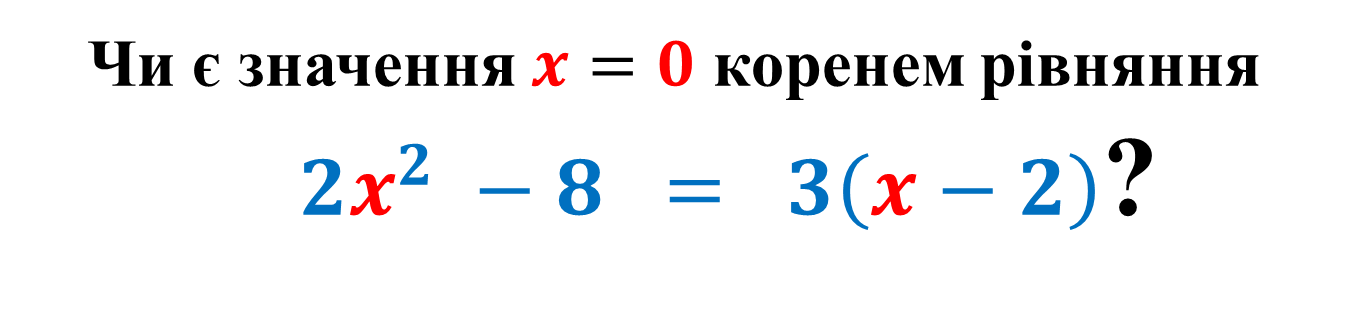 Чи є значення x = 0 коренем рівняння
2x² − 8 = 3(x − 2)?